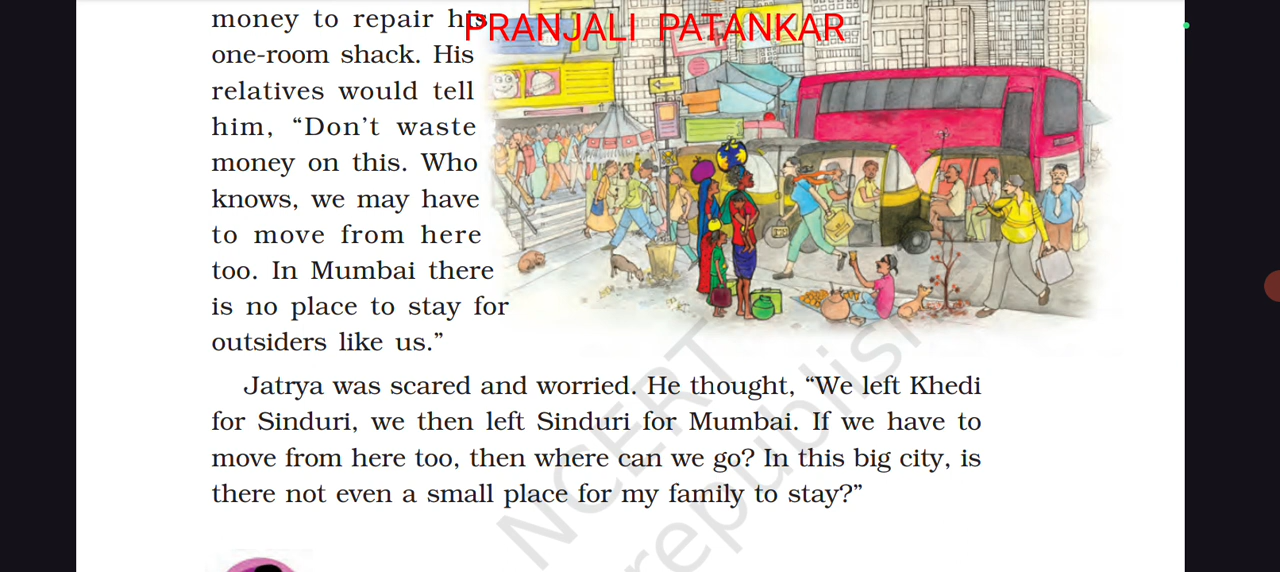 PRANJALI PATANKAR
money to repair his
one-room shack. His
relatives would tell
him, “Don’t waste
money on this. Who
knows, we may have
to move from here
too. In Mumbai there
is no place to stay for
outsiders like us.”
Jatrya was scared and worried. He thought, “We left Khedi
for Sinduri, we then left Sinduri for Mumbai. If we have to
move from here too, then where can we go? In this big city, is
there not even a small place for my family to stay?”
NCERT
republish